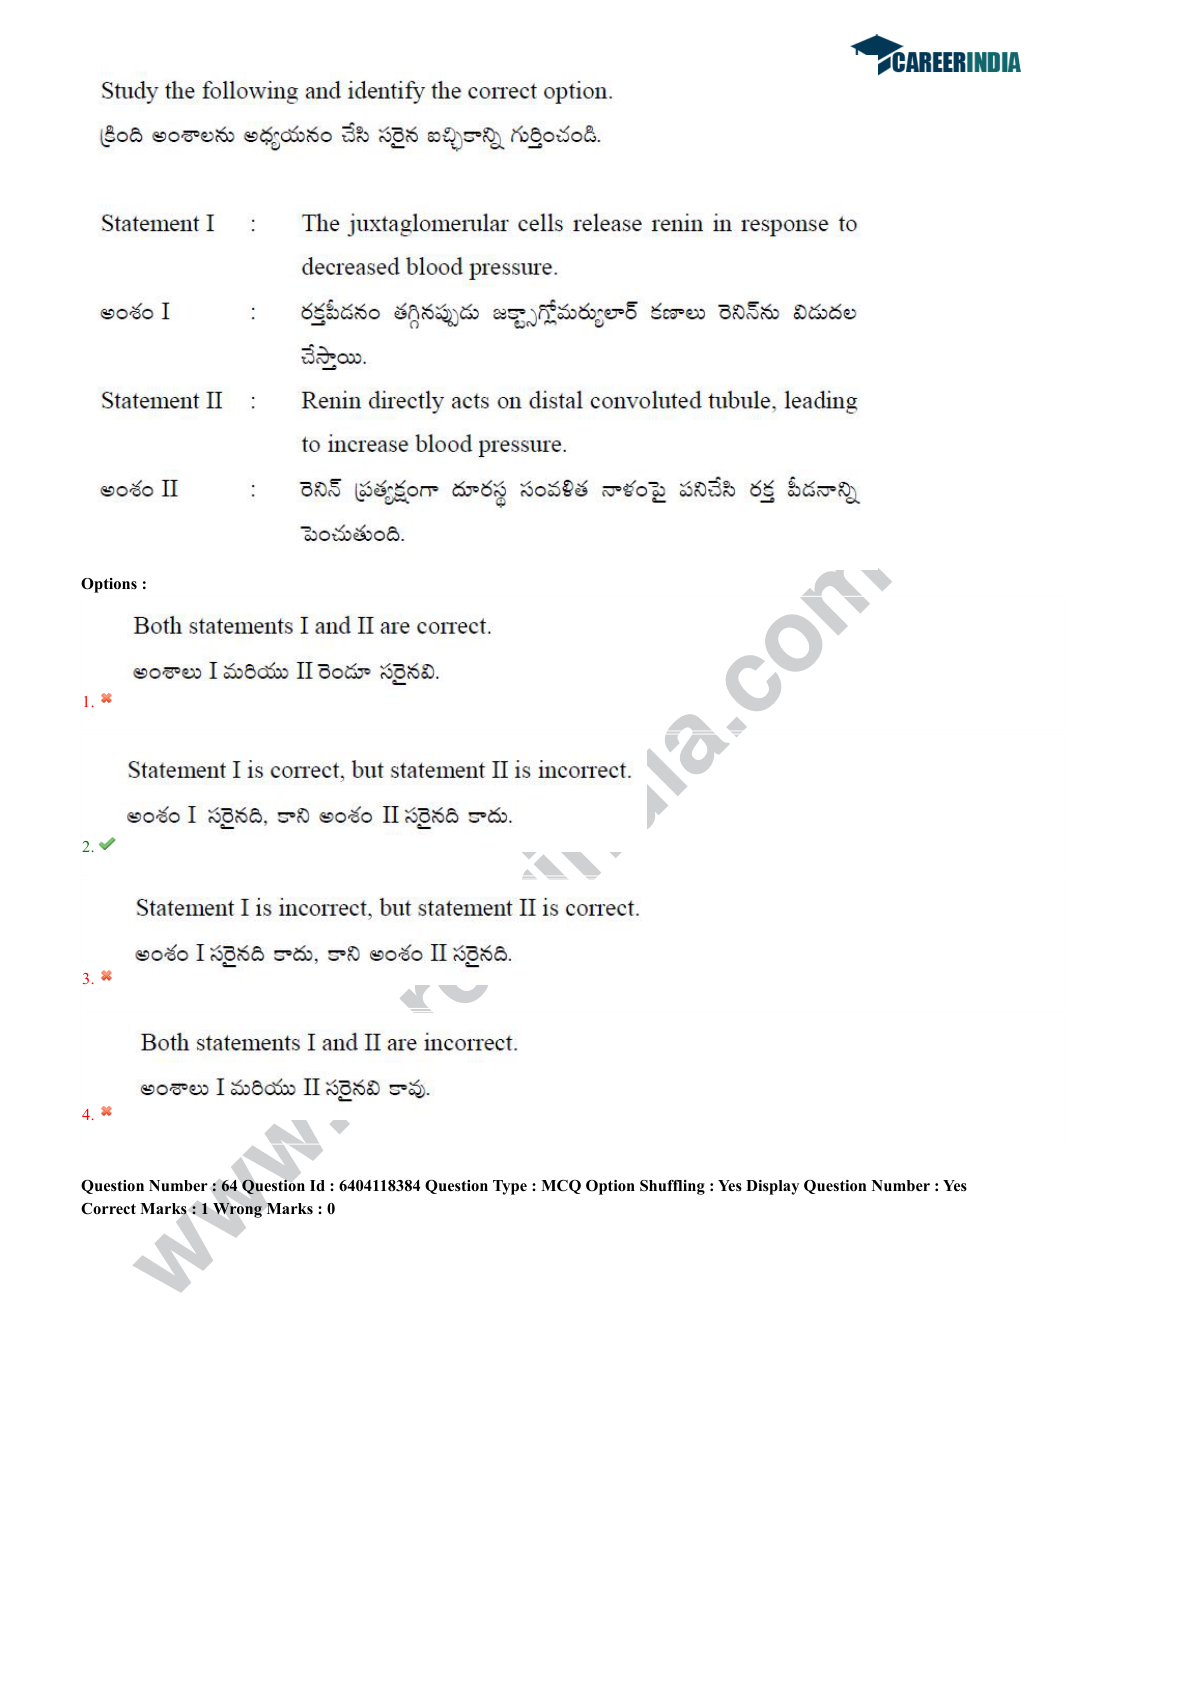 CAREERINDIA
Study the following and identify the correct option.
క్రింది అంశాలను అధ్యయనం చేసి సరైన ఐచ్ఛికాన్ని గుర్తించండి.
Statement I : The juxtaglomerular cells release renin in response to
decreased blood pressure.
అంశం I : రక్తపీడనం తగ్గినప్పుడు జక్ట్సాగ్లోమర్యులార్ కణాలు రెనిన్‌ను విడుదల
చేస్తాయి.
Statement II : Renin directly acts on distal convoluted tubule, leading
to increase blood pressure.
అంశం II : రెనిన్ ప్రత్యక్షంగా దూరస్థ సంవళిత నాళంపై పనిచేసి రక్త పీడనాన్ని
పెంచుతుంది.
Options :
Both statements I and II are correct.
అంశాలు I మరియు II రెండూ సరైనవి.
1.
Statement I is correct, but statement II is incorrect.
అంశం I సరైనది, కాని అంశం II సరైనది కాదు.
2.
Statement I is incorrect, but statement II is correct.
అంశం I సరైనది కాదు, కాని అంశం II సరైనది.
3.
Both statements I and II are incorrect.
అంశాలు I మరియు II సరైనవి కావు.
4.
Question Number : 64 Question Id : 6404118384 Question Type : MCQ Option Shuffling : Yes Display Question Number : Yes
Correct Marks : 1 Wrong Marks : 0